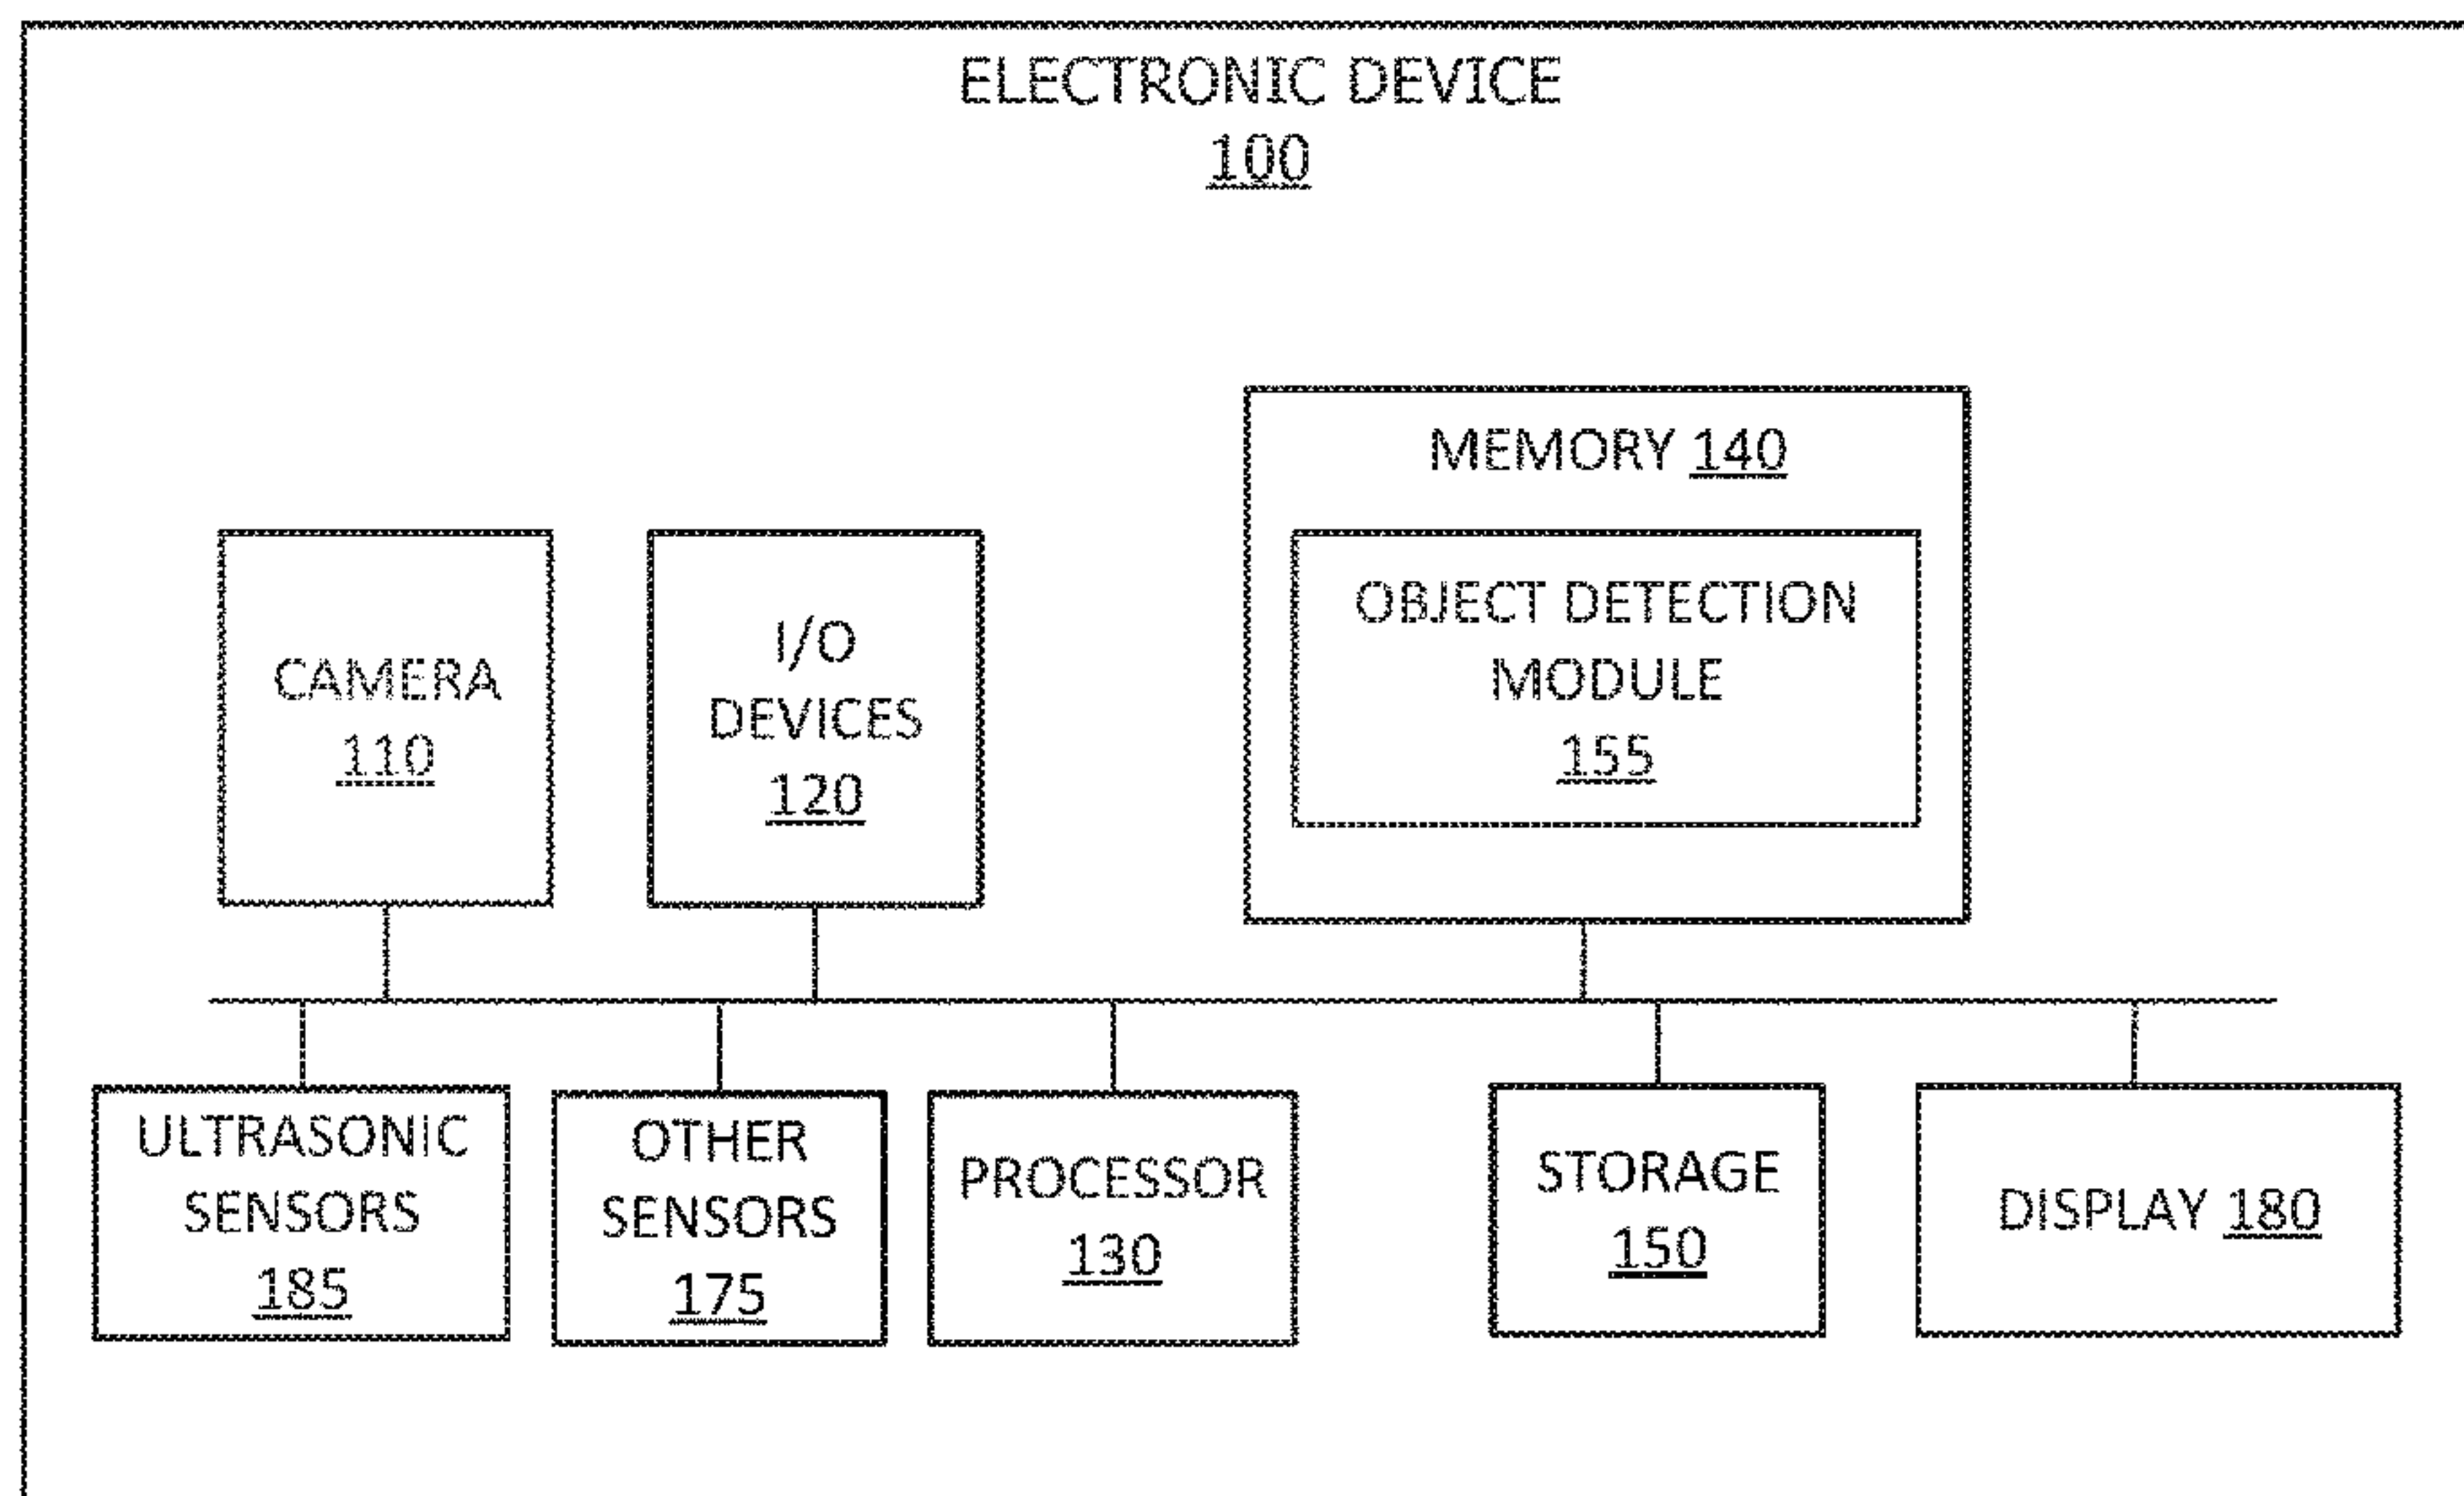 ELECTRONIC DEVICE
100
MEMORY 140
OBJECT DETECTION
MODULE
155
CAMERA
110
I/O
DEVICES
120
ULTRASONIC
SENSORS
185
OTHER
SENSORS
175
PROCESSOR
130
STORAGE
150
DISPLAY 180